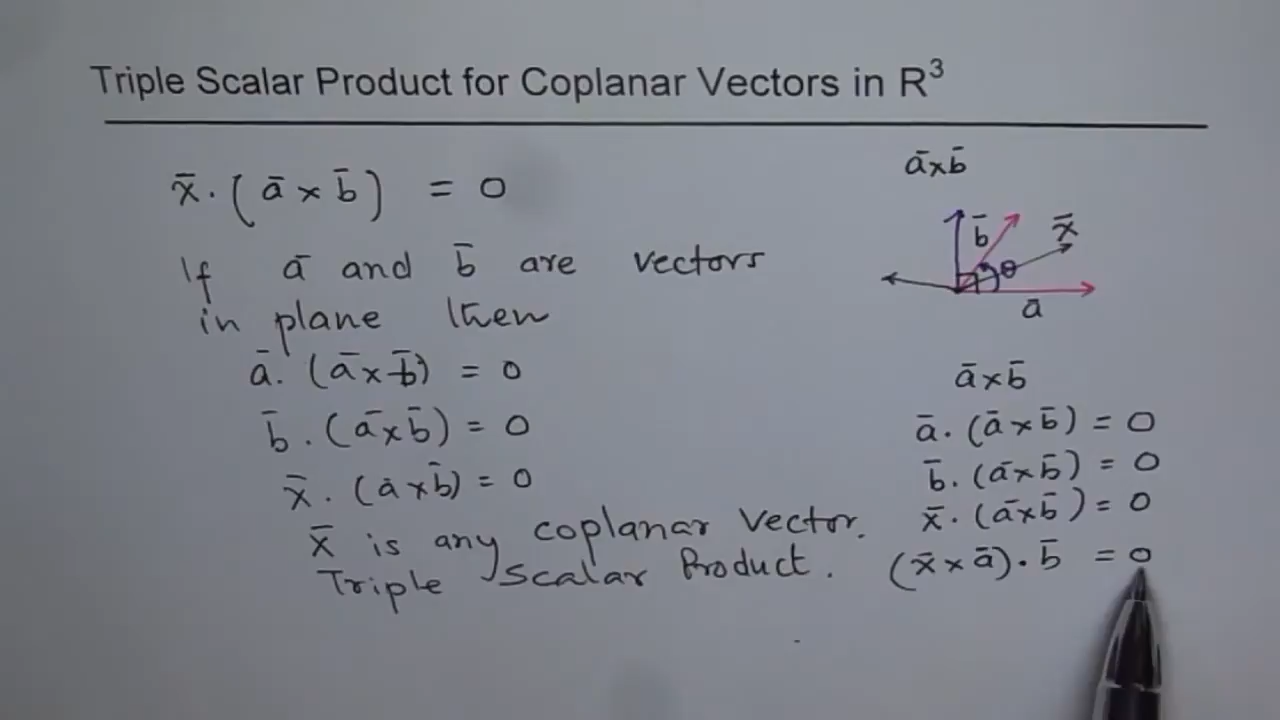 Triple Scalar Product for Coplanar Vectors in R³
x̄ · (ā × b̄) = 0
If ā and b̄ are vectors
in plane then
ā. (ā × b̄) = 0
b̄ . (ā × b̄) = 0
x̄ . (ā × b̄) = 0
x̄ is any coplanar vector.
Triple Scalar Product.
ā × b̄
b̄
x̄
θ
ā
ā × b̄
ā · (ā × b̄) = 0
b̄ . (ā × b̄) = 0
x̄ · (ā × b̄) = 0
(x̄ × ā) · b̄ = 0